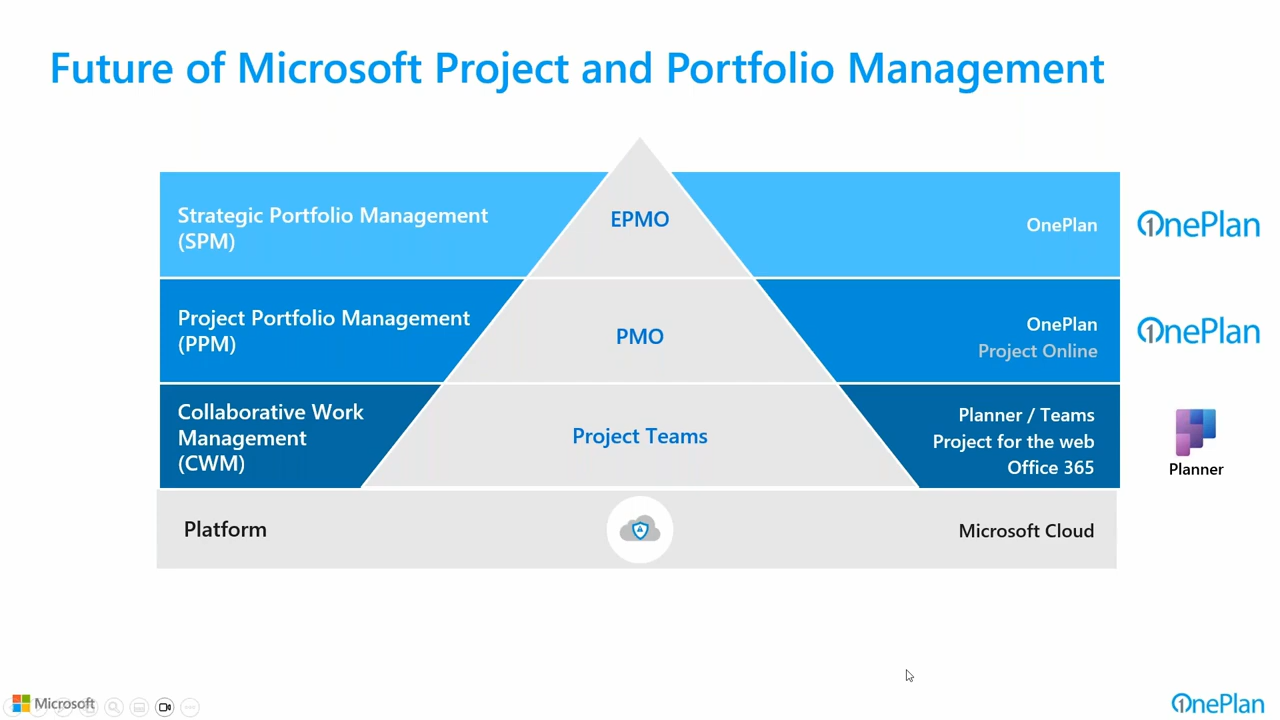 Future of Microsoft Project and Portfolio Management
Strategic Portfolio Management
(SPM)
EPMO
OnePlan
OnePlan
Project Portfolio Management
(PPM)
PMO
OnePlan
Project Online
OnePlan
Collaborative Work
Management
(CWM)
Project Teams
Planner / Teams
Project for the web
Office 365
Planner
Platform
Microsoft Cloud
Microsoft
OnePlan